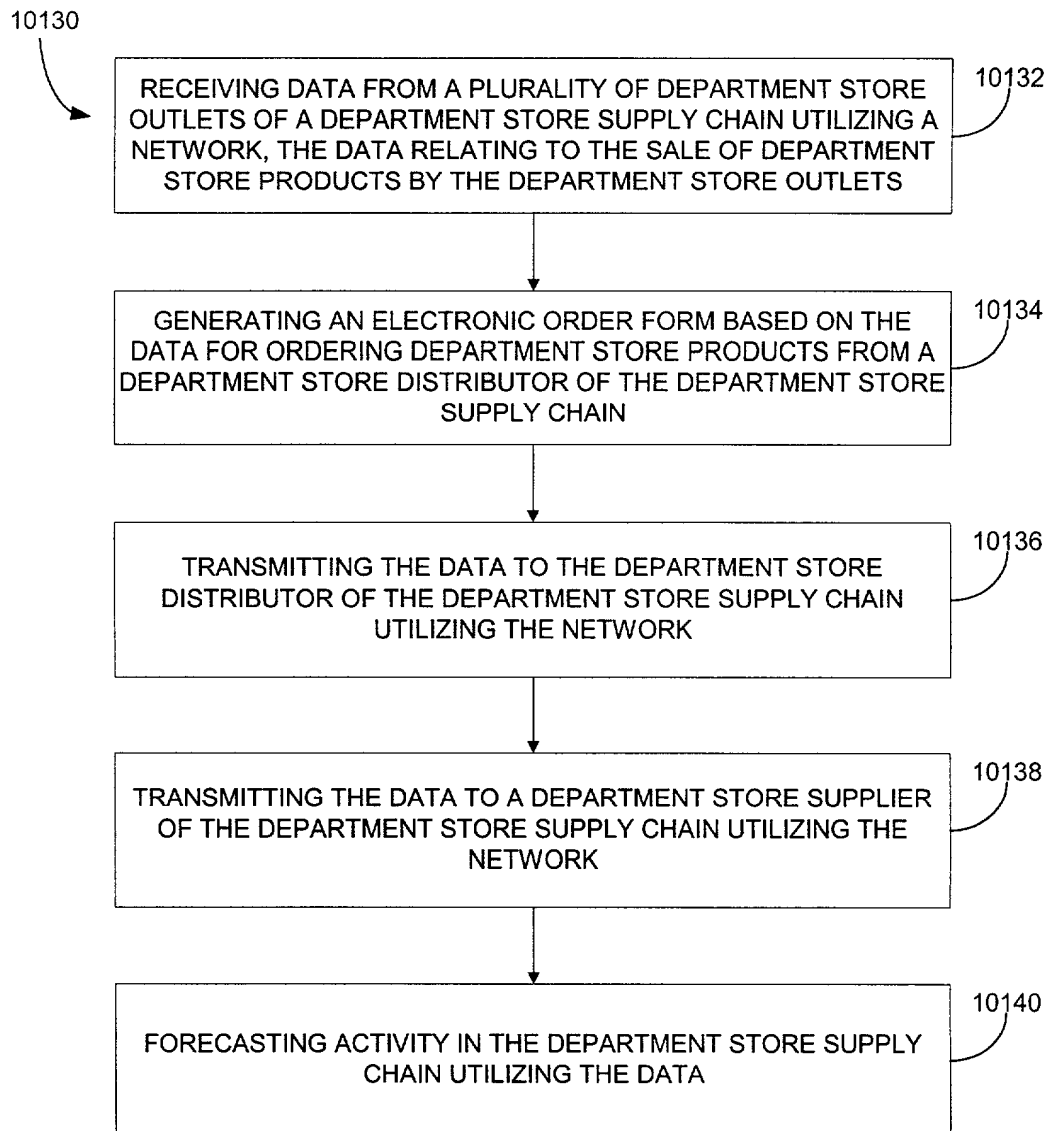 10130
10132
RECEIVING DATA FROM A PLURALITY OF DEPARTMENT STORE
OUTLETS OF A DEPARTMENT STORE SUPPLY CHAIN UTILIZING A
NETWORK, THE DATA RELATING TO THE SALE OF DEPARTMENT
STORE PRODUCTS BY THE DEPARTMENT STORE OUTLETS
10134
GENERATING AN ELECTRONIC ORDER FORM BASED ON THE
DATA FOR ORDERING DEPARTMENT STORE PRODUCTS FROM A
DEPARTMENT STORE DISTRIBUTOR OF THE DEPARTMENT STORE
SUPPLY CHAIN
10136
TRANSMITTING THE DATA TO THE DEPARTMENT STORE
DISTRIBUTOR OF THE DEPARTMENT STORE SUPPLY CHAIN
UTILIZING THE NETWORK
10138
TRANSMITTING THE DATA TO A DEPARTMENT STORE SUPPLIER
OF THE DEPARTMENT STORE SUPPLY CHAIN UTILIZING THE
NETWORK
10140
FORECASTING ACTIVITY IN THE DEPARTMENT STORE SUPPLY
CHAIN UTILIZING THE DATA